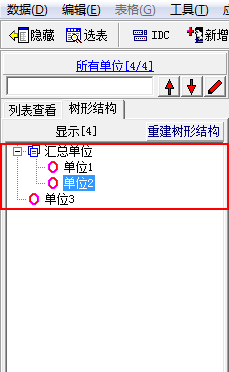 数据(D) 编辑(E) 表格(G) 工具(T)
隐藏 选表 IDC 新增
所有单位[4/4]
列表查看 树形结构
显示[4] 重建树形结构
汇总单位
单位1
单位2
单位3